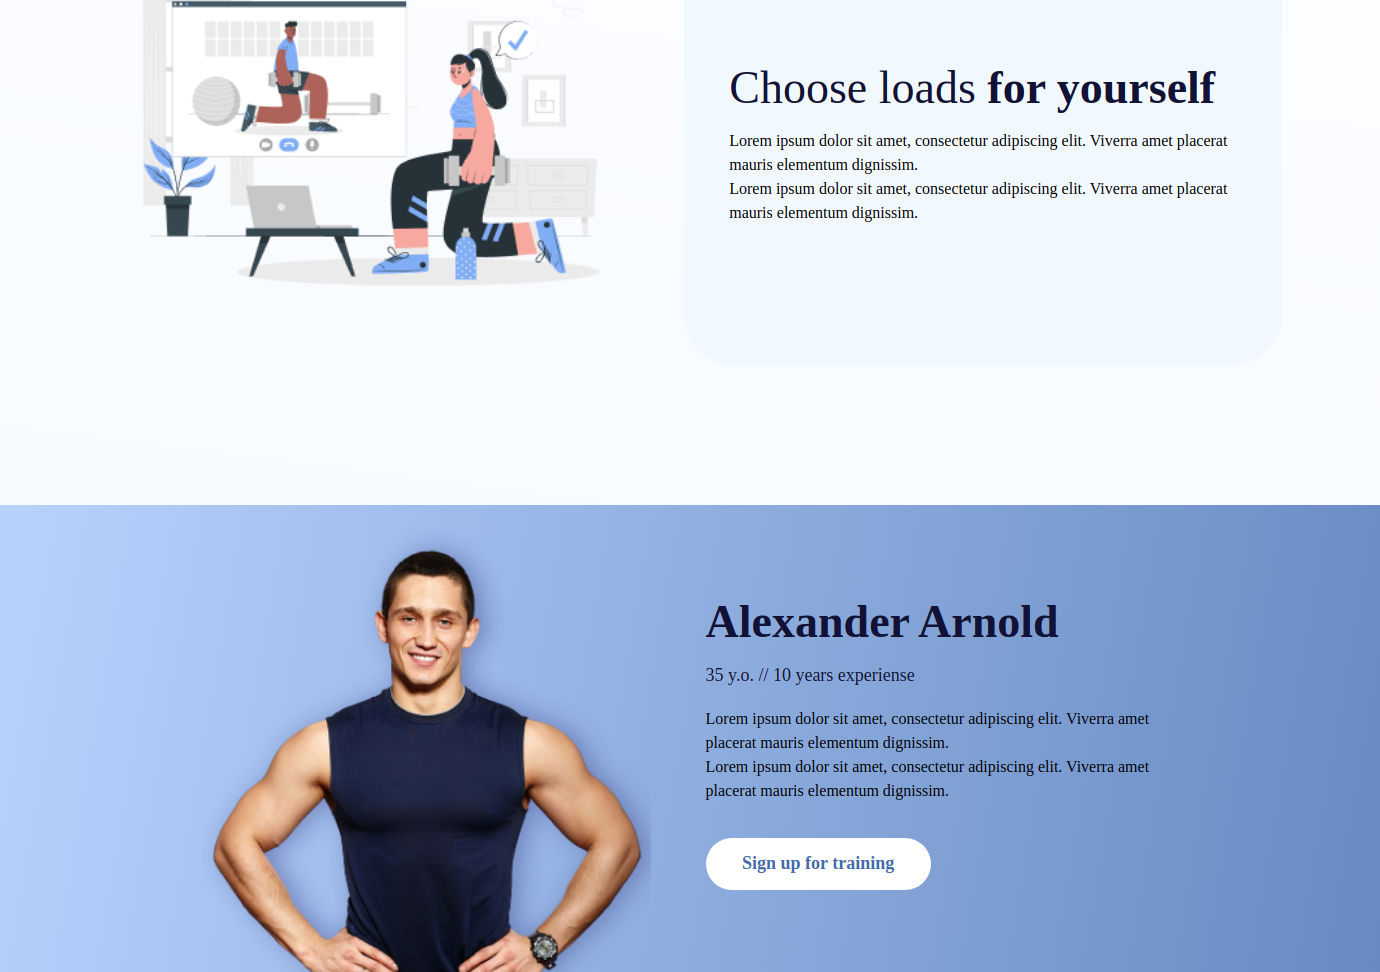 Choose loads for yourself
Lorem ipsum dolor sit amet, consectetur adipiscing elit. Viverra amet placerat
mauris elementum dignissim.
Lorem ipsum dolor sit amet, consectetur adipiscing elit. Viverra amet placerat
mauris elementum dignissim.
Alexander Arnold
35 y.o. // 10 years experiense
Lorem ipsum dolor sit amet, consectetur adipiscing elit. Viverra amet
placerat mauris elementum dignissim.
Lorem ipsum dolor sit amet, consectetur adipiscing elit. Viverra amet
placerat mauris elementum dignissim.
Sign up for training